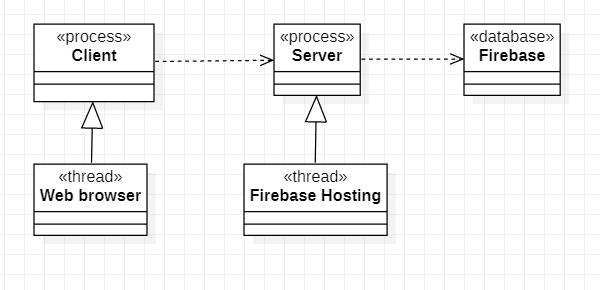 «process»
Client
«process»
Server
«database»
Firebase
«thread»
Web browser
«thread»
Firebase Hosting